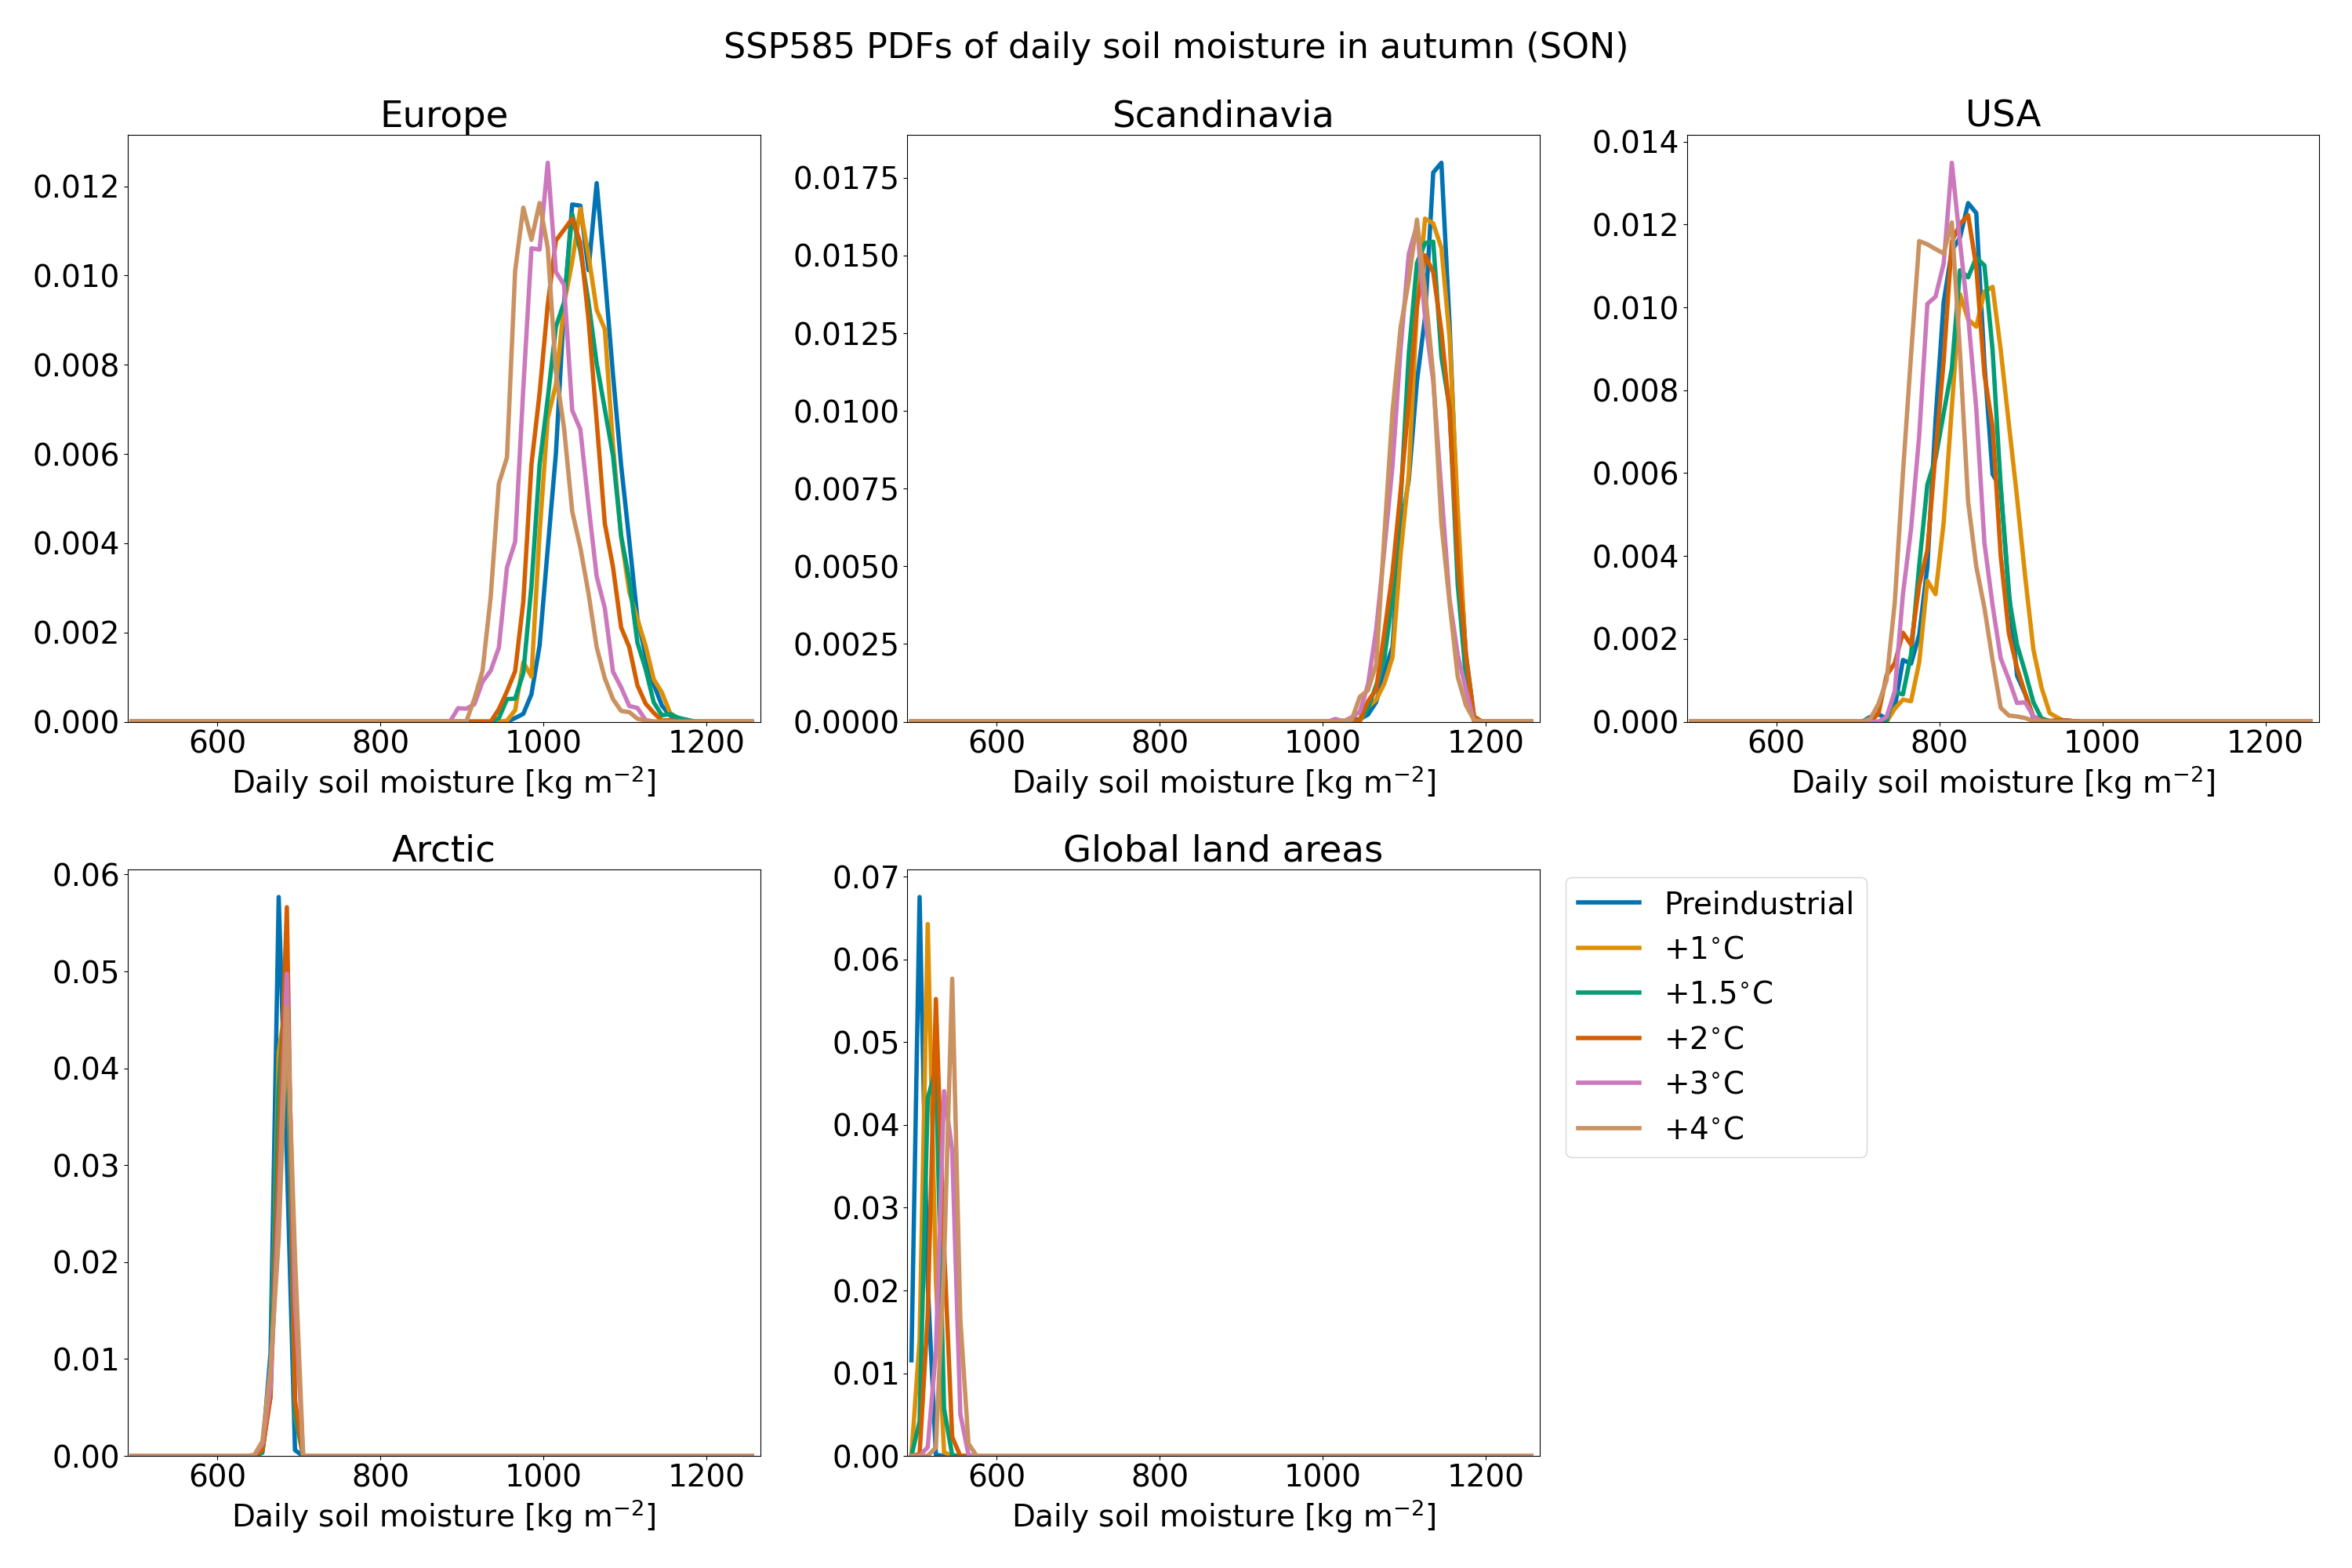 SSP585 PDFs of daily soil moisture in autumn (SON)
Europe
0.012
0.010
0.008
0.006
0.004
0.002
0.000
600 800 1000 1200
Daily soil moisture [kg m⁻²]
Scandinavia
0.0175
0.0150
0.0125
0.0100
0.0075
0.0050
0.0025
0.0000
600 800 1000 1200
Daily soil moisture [kg m⁻²]
USA
0.014
0.012
0.010
0.008
0.006
0.004
0.002
0.000
600 800 1000 1200
Daily soil moisture [kg m⁻²]
Arctic
0.06
0.05
0.04
0.03
0.02
0.01
0.00
600 800 1000 1200
Daily soil moisture [kg m⁻²]
Global land areas
0.07
0.06
0.05
0.04
0.03
0.02
0.01
0.00
600 800 1000 1200
Daily soil moisture [kg m⁻²]
Preindustrial
+1°C
+1.5°C
+2°C
+3°C
+4°C